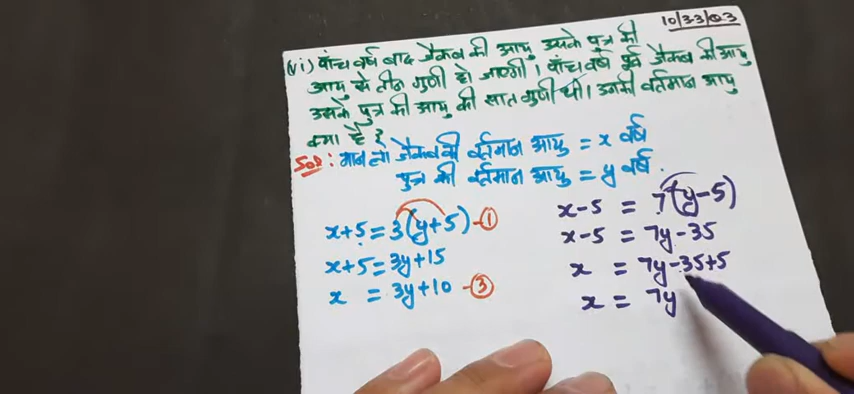 10/3.3/Q.3
(vi) पांच वर्ष बाद जैकब की आयु उसके पुत्र की
आयु से तीन गुणी हो जाएगी। पांच वर्ष पूर्व जैकब की आयु
उसके पुत्र की आयु की सात गुणी थी। उनकी वर्तमान आयु
क्या है?
Sol: मान लो जैकब की वर्तमान आयु = x वर्ष
पुत्र की वर्तमान आयु = y वर्ष.
x+5=3(y+5) -①
x+5=3y+15
x = 3y+10 -③
x-5 = 7(y-5)
x-5 = 7y-35
x = 7y-35+5
x = 7y